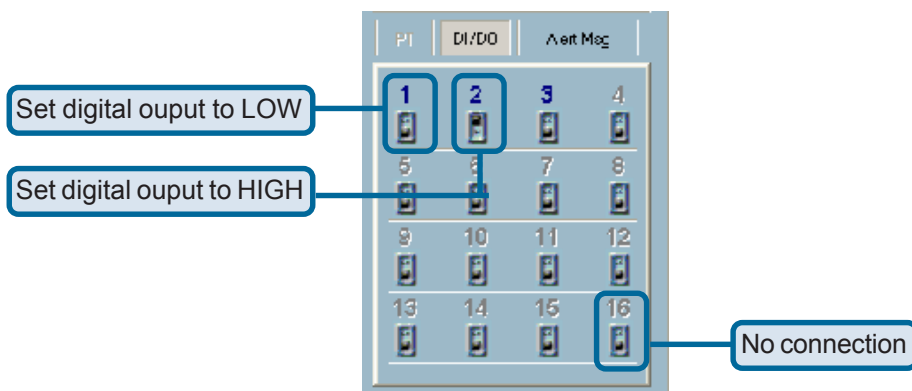 PT DI/DO Alert Msg
1 2 3 4
Set digital ouput to LOW
5 6 7 8
Set digital ouput to HIGH
9 10 11 12
13 14 15 16
No connection